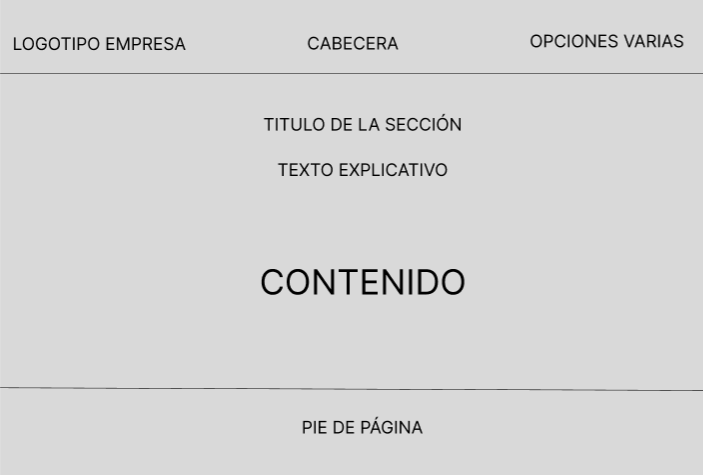 LOGOTIPO EMPRESA
CABECERA
OPCIONES VARIAS
TITULO DE LA SECCIÓN
TEXTO EXPLICATIVO
CONTENIDO
PIE DE PÁGINA